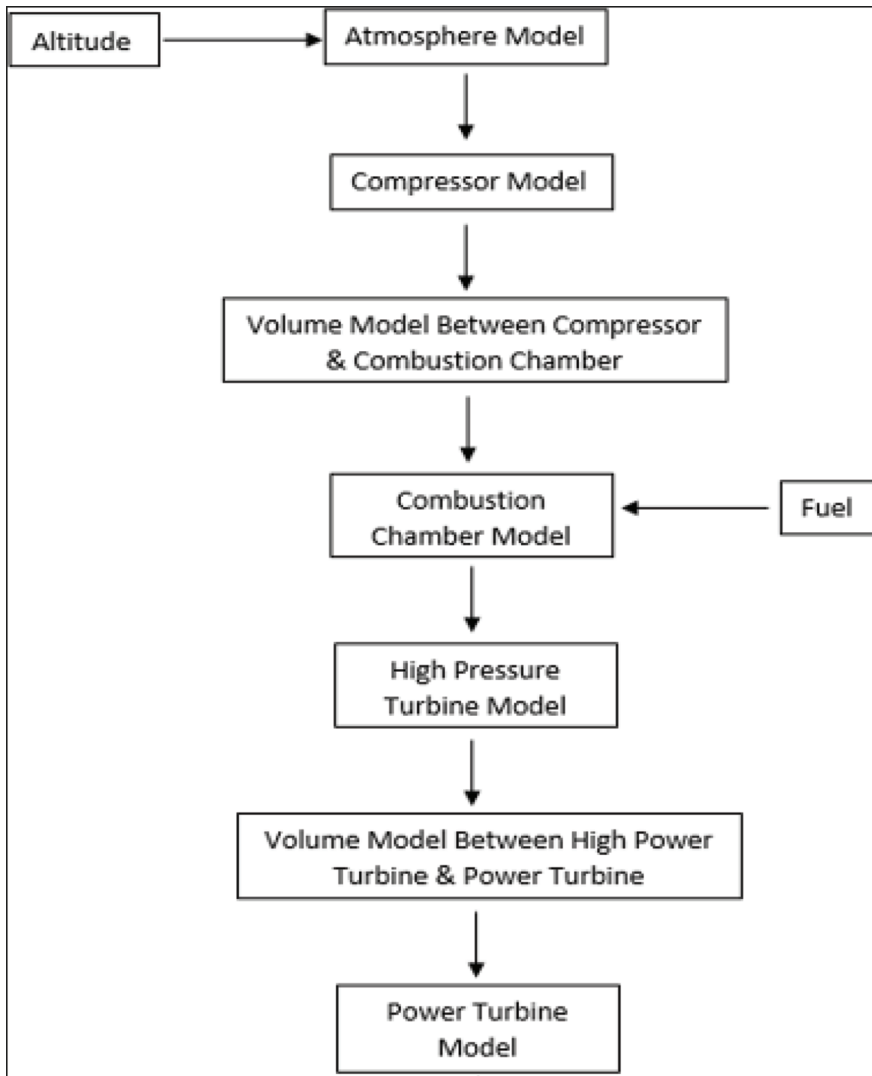 Altitude
Atmosphere Model
Compressor Model
Volume Model Between Compressor
& Combustion Chamber
Combustion
Chamber Model
Fuel
High Pressure
Turbine Model
Volume Model Between High Power
Turbine & Power Turbine
Power Turbine
Model